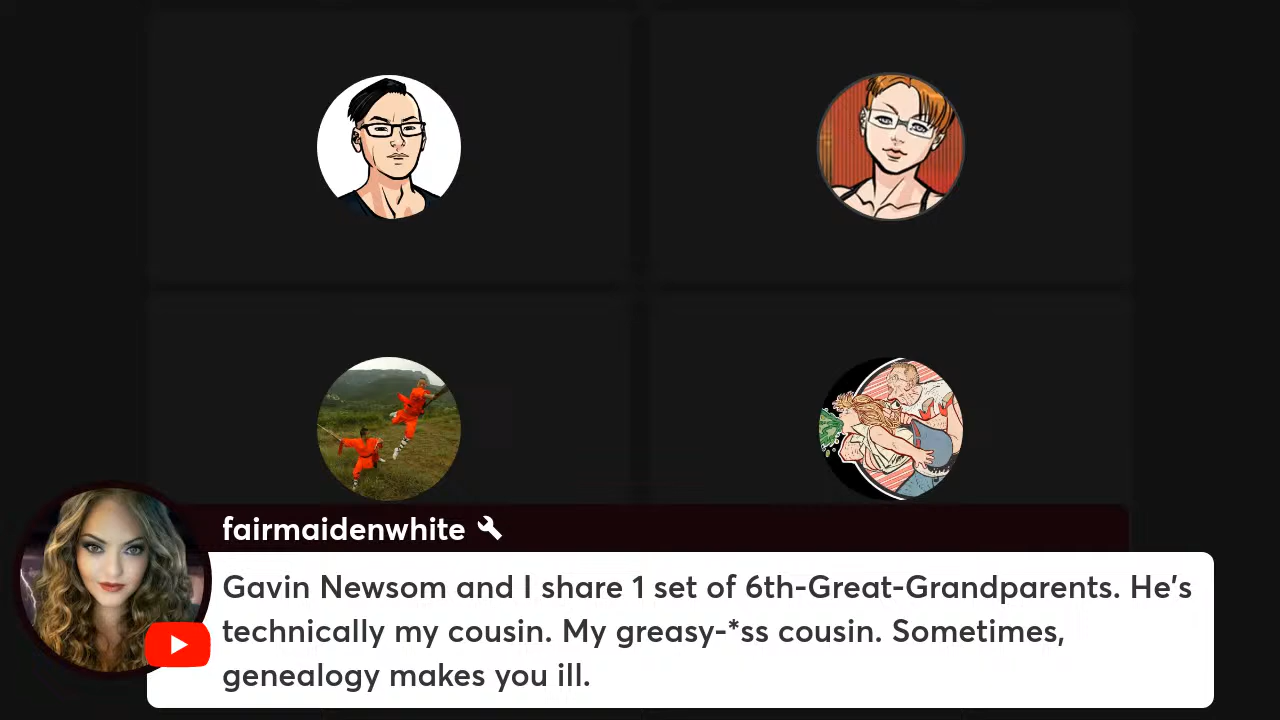 fairmaidenwhite
Gavin Newsom and I share 1 set of 6th-Great-Grandparents. He's
technically my cousin. My greasy-*ss cousin. Sometimes,
genealogy makes you ill.